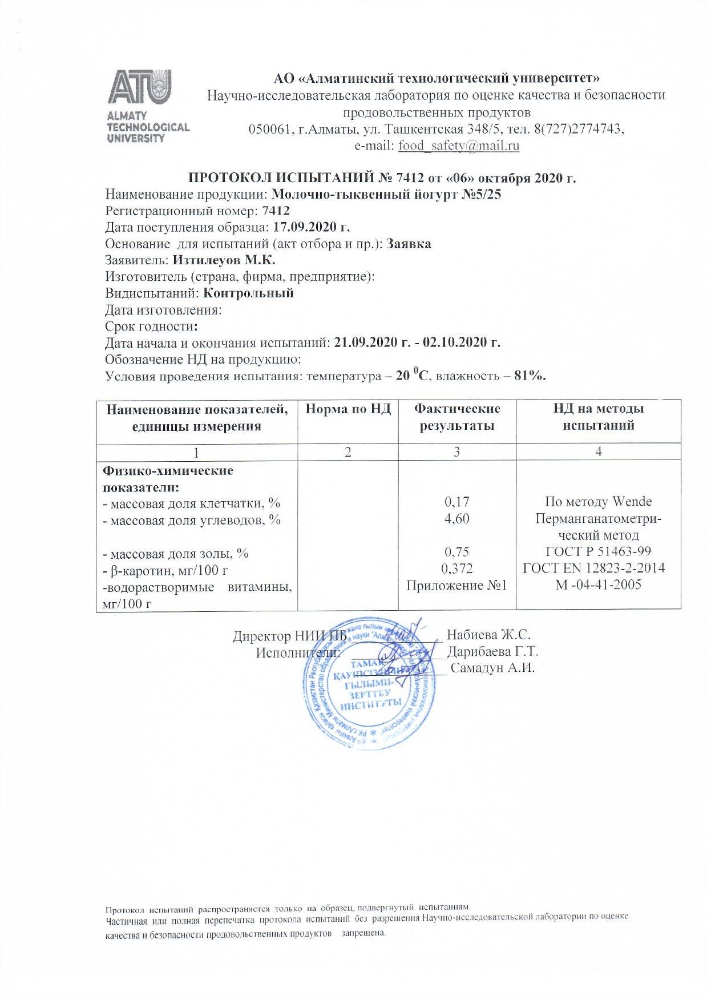 ATU
ALMATY
TECHNOLOGICAL
UNIVERSITY
АО «Алматинский технологический университет»
Научно-исследовательская лаборатория по оценке качества и безопасности
продовольственных продуктов
050061, г.Алматы, ул. Ташкентская 348/5, тел. 8(727)2774743,
e-mail: food_safety@mail.ru
ПРОТОКОЛ ИСПЫТАНИЙ № 7412 от «06» октября 2020 г.
Наименование продукции: Молочно-тыквенный йогурт №5/25
Регистрационный номер: 7412
Дата поступления образца: 17.09.2020 г.
Основание для испытаний (акт отбора и пр.): Заявка
Заявитель: Изтилеуов М.К.
Изготовитель (страна, фирма, предприятие):
Видиспытаний: Контрольный
Дата изготовления:
Срок годности:
Дата начала и окончания испытаний: 21.09.2020 г. - 02.10.2020 г.
Обозначение НД на продукцию:
Условия проведения испытания: температура – 20 ⁰С, влажность – 81%.
Наименование показателей, Норма по НД Фактические НД на методы
единицы измерения результаты испытаний
1 2 3 4
Физико-химические
показатели:
- массовая доля клетчатки, % 0,17 По методу Wende
- массовая доля углеводов, % 4,60 Перманганатометри-
ческий метод
- массовая доля золы, % 0,75 ГОСТ Р 51463-99
- β-каротин, мг/100 г 0,372 ГОСТ EN 12823-2-2014
-водорастворимые витамины, Приложение №1 М -04-41-2005
мг/100 г
Директор НИИ ПБ Набиева Ж.С.
Исполнители: Дарибаева Г.Т.
Самадун А.И.
ТАМАҚ
ҚАУІПСІЗДІГІ
ҒЫЛЫМИ-
ЗЕРТТЕУ
ИНСТИТУТЫ
Протокол испытаний распространяется только на образец, подвергнутый испытаниям.
Частичная или полная перепечатка протокола испытаний без разрешения Научно-исследовательской лаборатории по оценке
качества и безопасности продовольственных продуктов запрещена.